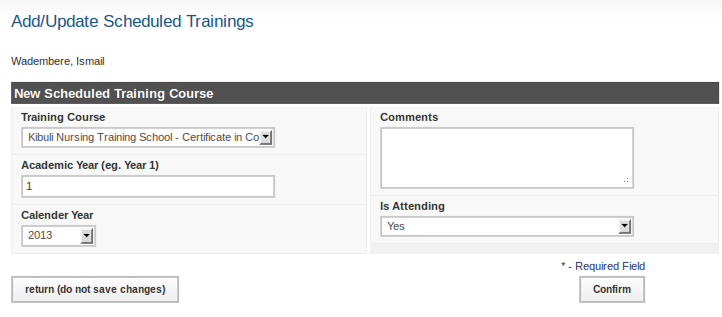 Add/Update Scheduled Trainings
Wadembere, Ismail
New Scheduled Training Course
Training Course
Kibuli Nursing Training School - Certificate in Co
Academic Year (eg. Year 1)
1
Calender Year
2013
Comments
Is Attending
Yes
* - Required Field
return (do not save changes)
Confirm